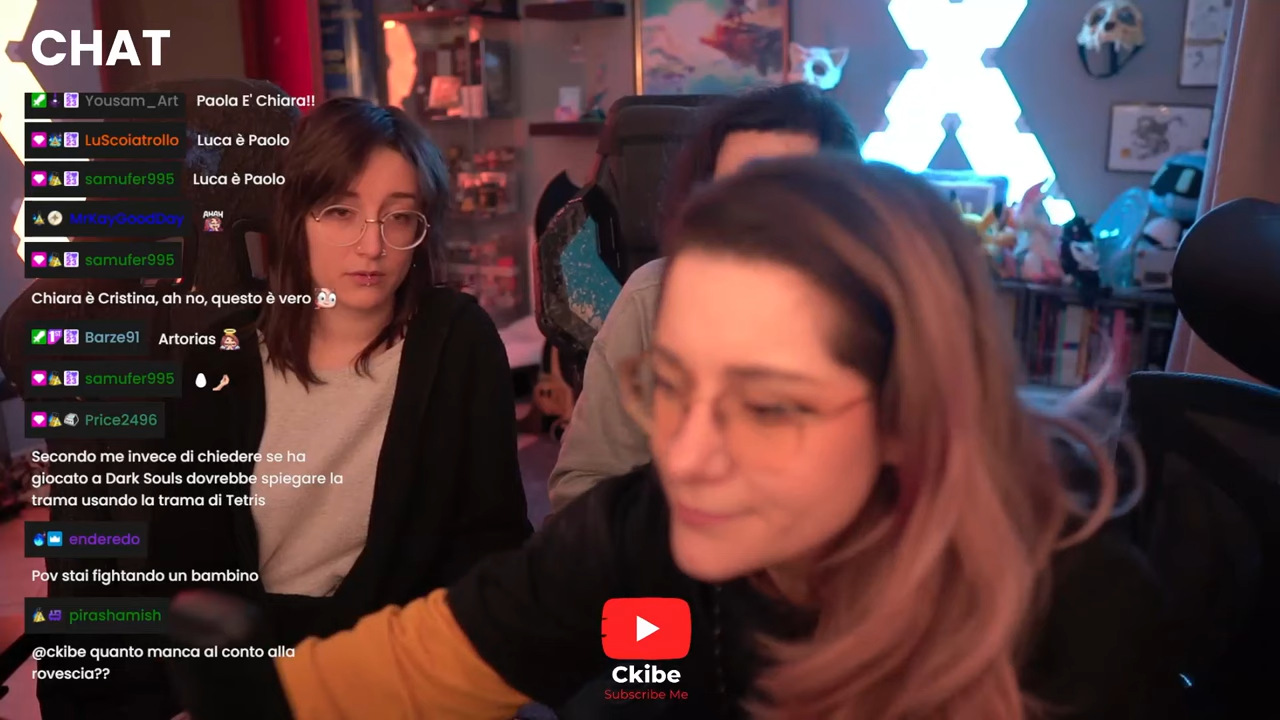 CHAT
Yousam_Art Paola E' Chiara!!
LuScoiatrollo Luca è Paolo
samufer995 Luca è Paolo
MrKayGoodDay AHAH
samufer995
Chiara è Cristina, ah no, questo è vero
Barze91 Artorias
samufer995
Price2496
Secondo me invece di chiedere se ha
giocato a Dark Souls dovrebbe spiegare la
trama usando la trama di Tetris
enderedo
Pov stai fightando un bambino
pirashamish
@ckibe quanto manca al conto alla
rovescia??
Ckibe
Subscribe Me